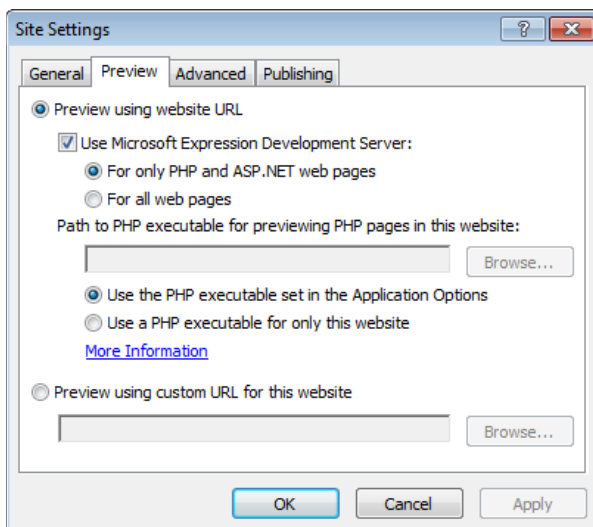 Site Settings
General Preview Advanced Publishing
Preview using website URL
Use Microsoft Expression Development Server:
For only PHP and ASP.NET web pages
For all web pages
Path to PHP executable for previewing PHP pages in this website:
Browse...
Use the PHP executable set in the Application Options
Use a PHP executable for only this website
More Information
Preview using custom URL for this website
Browse...
OK Cancel Apply